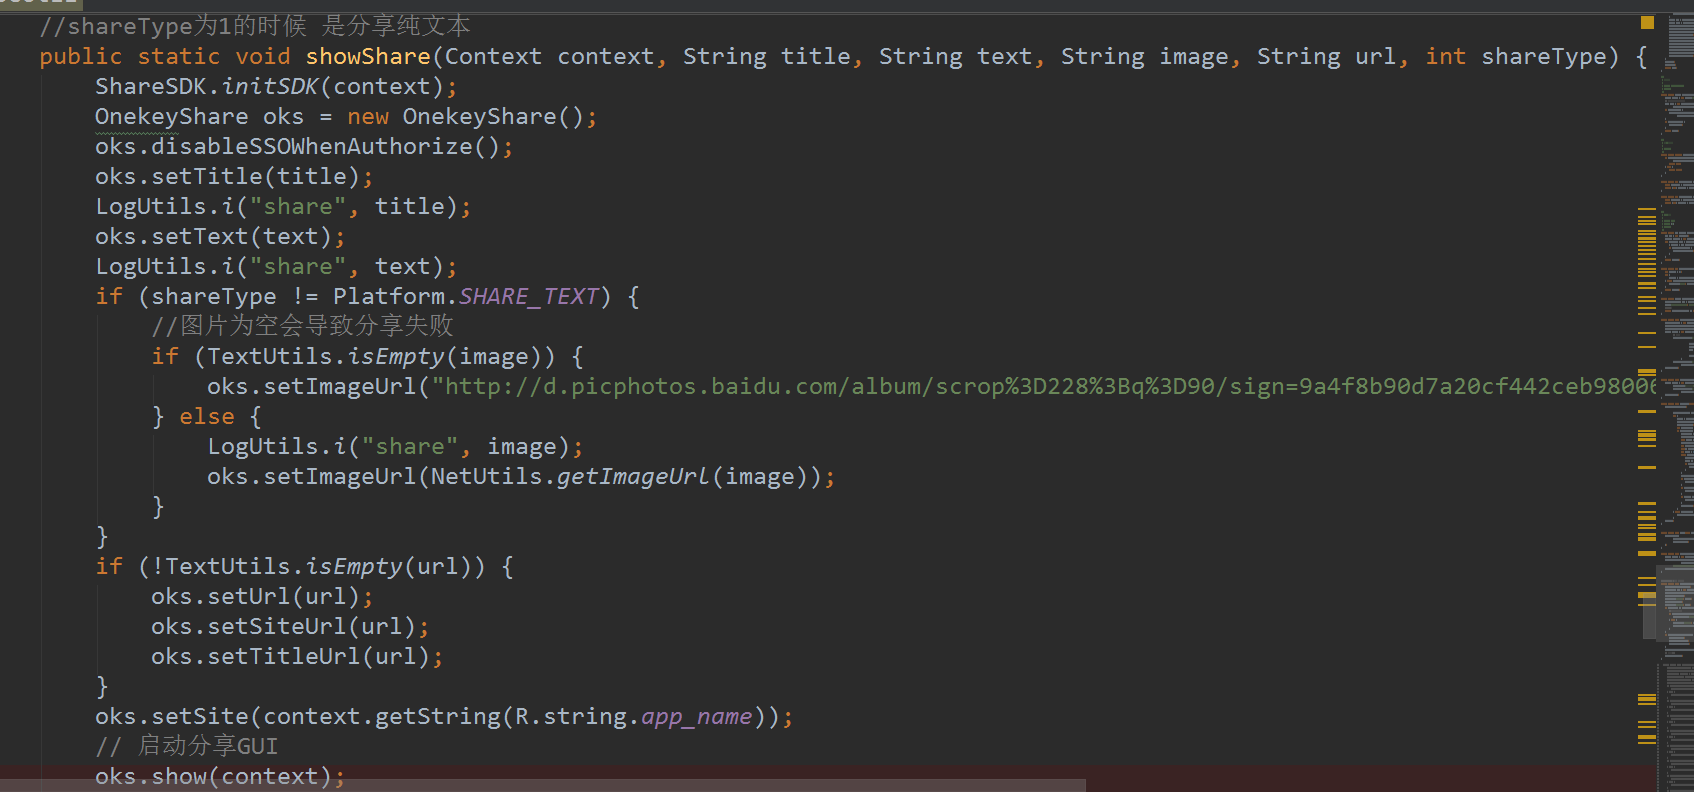 //shareType为1的时候 是分享纯文本
public static void showShare(Context context, String title, String text, String image, String url, int shareType) {
ShareSDK.initSDK(context);
OnekeyShare oks = new OnekeyShare();
oks.disableSSOWhenAuthorize();
oks.setTitle(title);
LogUtils.i("share", title);
oks.setText(text);
LogUtils.i("share", text);
if (shareType != Platform.SHARE_TEXT) {
//图片为空会导致分享失败
if (TextUtils.isEmpty(image)) {
oks.setImageUrl("http://d.picphotos.baidu.com/album/scrop%3D228%3Bq%3D90/sign=9a4f8b90d7a20cf442ceb98006
} else {
LogUtils.i("share", image);
oks.setImageUrl(NetUtils.getImageUrl(image));
}
}
if (!TextUtils.isEmpty(url)) {
oks.setUrl(url);
oks.setSiteUrl(url);
oks.setTitleUrl(url);
}
oks.setSite(context.getString(R.string.app_name));
// 启动分享GUI
oks.show(context);